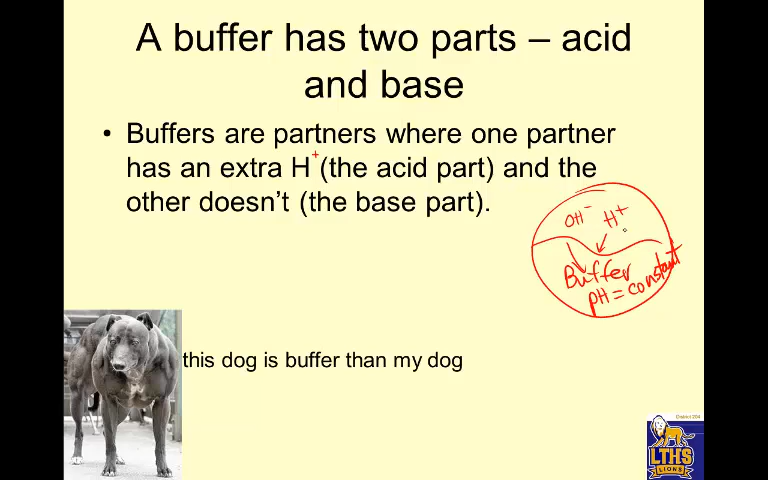 A buffer has two parts – acid
and base
• Buffers are partners where one partner
has an extra H+ (the acid part) and the
other doesn't (the base part).
OH- H+
Buffer
pH = constant
this dog is buffer than my dog
District 204
LTHS
LIONS